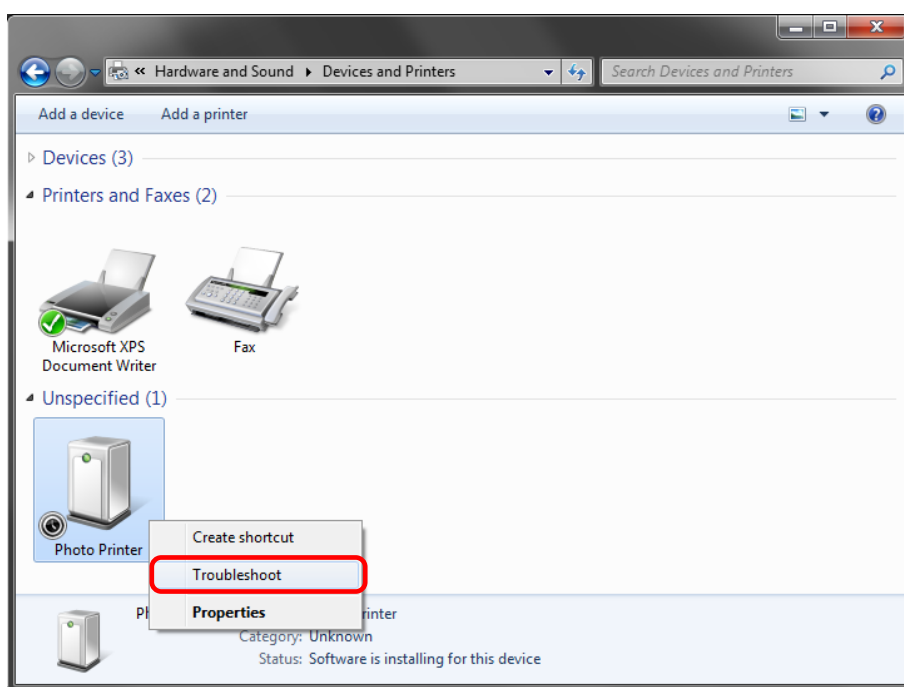 « Hardware and Sound ▸ Devices and Printers
Search Devices and Printers
Add a device Add a printer
Devices (3)
Printers and Faxes (2)
Microsoft XPS
Document Writer
Fax
Unspecified (1)
Photo Printer
Create shortcut
Troubleshoot
Properties
Category: Unknown
Status: Software is installing for this device